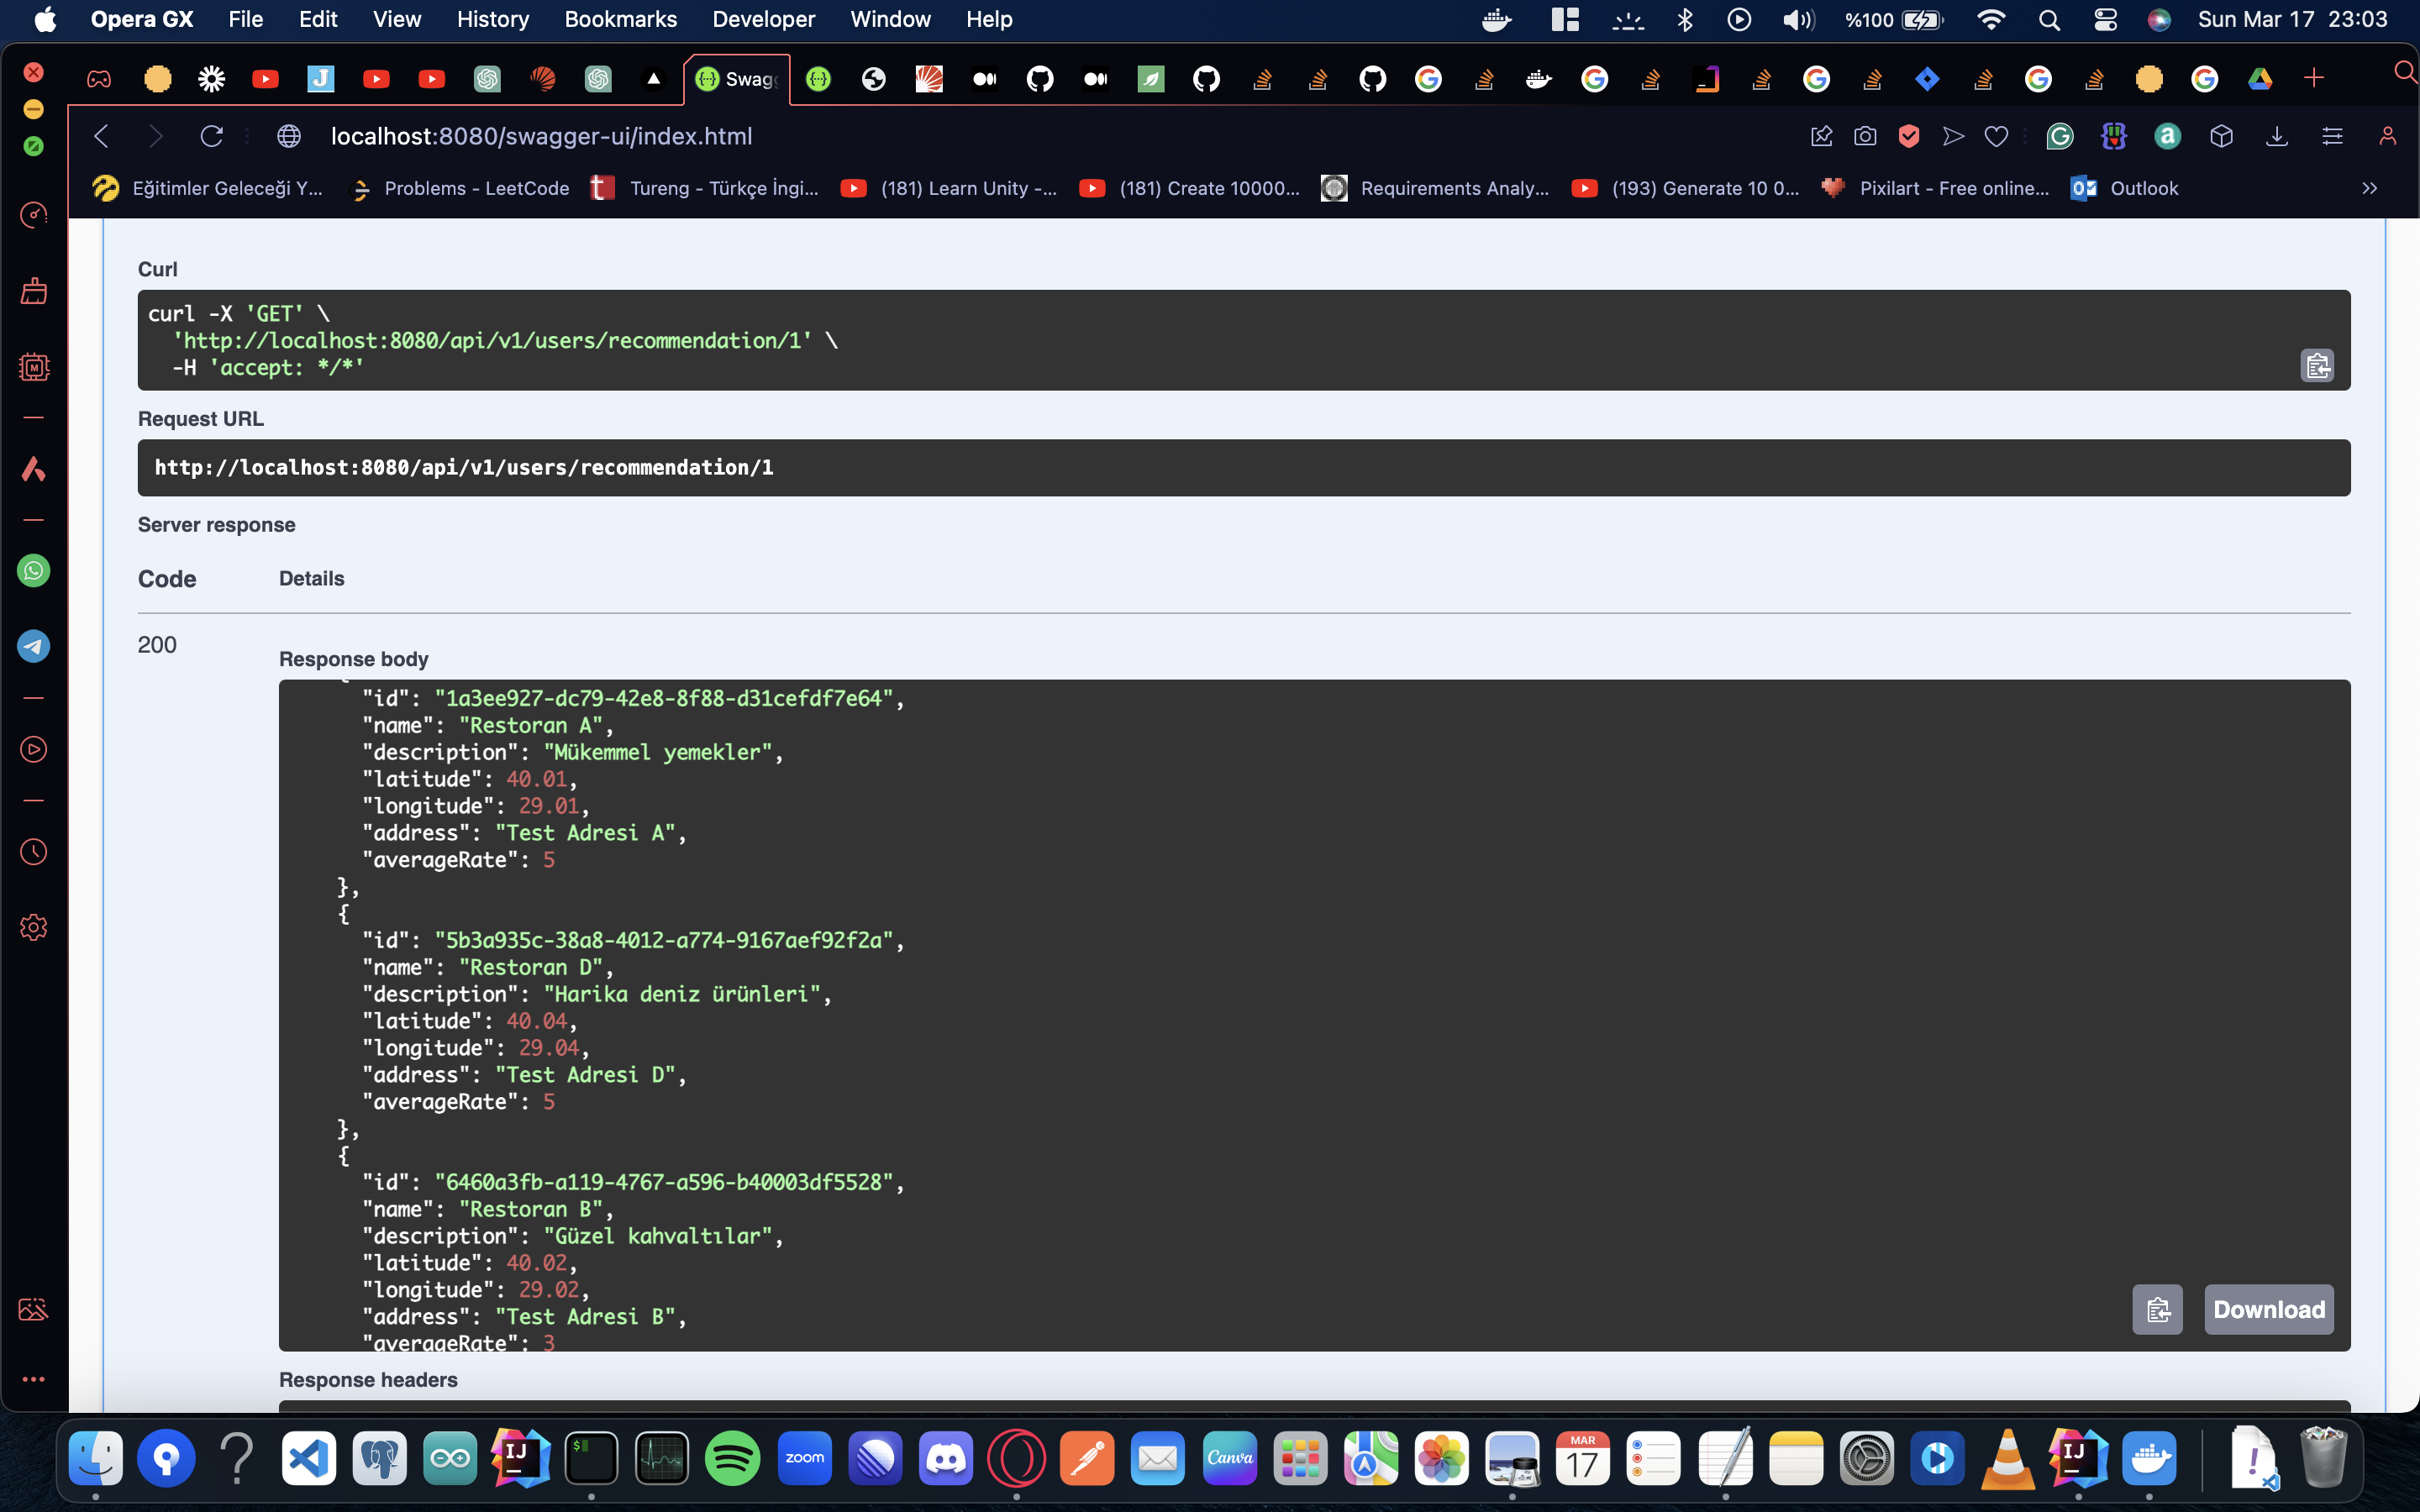 Opera GX File Edit View History Bookmarks Developer Window Help %100 Sun Mar 17 23:03
Swag
localhost:8080/swagger-ui/index.html
Eğitimler Geleceği Y... Problems - LeetCode Tureng - Türkçe İngi... (181) Learn Unity -... (181) Create 10000... Requirements Analy... (193) Generate 10 0... Pixilart - Free online... Outlook
Curl
curl -X 'GET' \
'http://localhost:8080/api/v1/users/recommendation/1' \
-H 'accept: */*'
Request URL
http://localhost:8080/api/v1/users/recommendation/1
Server response
Code Details
200
Response body
{
"id": "1a3ee927-dc79-42e8-8f88-d31cefdf7e64",
"name": "Restoran A",
"description": "Mükemmel yemekler",
"latitude": 40.01,
"longitude": 29.01,
"address": "Test Adresi A",
"averageRate": 5
},
{
"id": "5b3a935c-38a8-4012-a774-9167aef92f2a",
"name": "Restoran D",
"description": "Harika deniz ürünleri",
"latitude": 40.04,
"longitude": 29.04,
"address": "Test Adresi D",
"averageRate": 5
},
{
"id": "6460a3fb-a119-4767-a596-b40003df5528",
"name": "Restoran B",
"description": "Güzel kahvaltılar",
"latitude": 40.02,
"longitude": 29.02,
"address": "Test Adresi B",
"averageRate": 3
Download
Response headers
IJ zoom Canva MAR 17 IJ